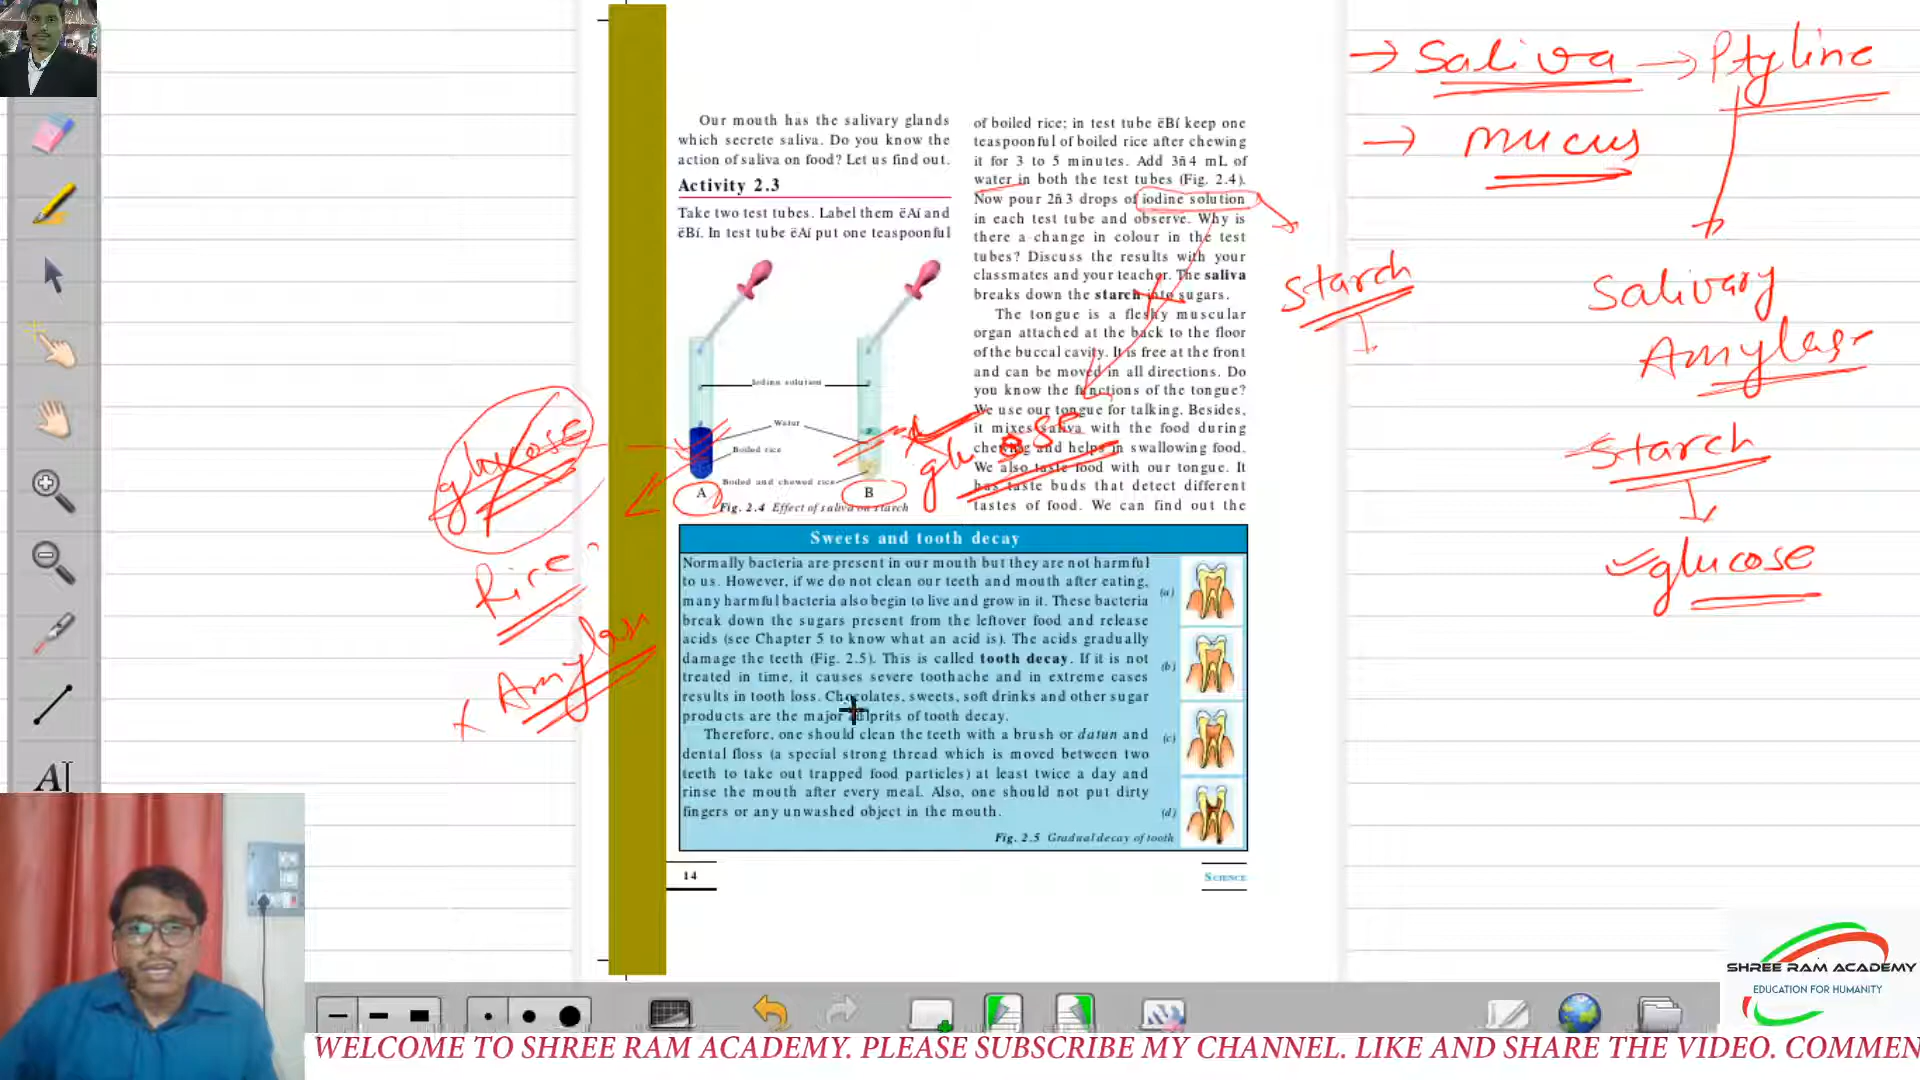 Our mouth has the salivary glands
which secrete saliva. Do you know the
action of saliva on food? Let us find out.
Activity 2.3
Take two test tubes. Label them ëAí and
ëBí. In test tube ëAí put one teaspoonful
Iodine solution
Water
Boiled rice
Boiled and chewed rice
A
B
Fig. 2.4 Effect of saliva on starch
of boiled rice; in test tube ëBí keep one
teaspoonful of boiled rice after chewing
it for 3 to 5 minutes. Add 3ñ4 mL of
water in both the test tubes (Fig. 2.4).
Now pour 2ñ3 drops of iodine solution
in each test tube and observe. Why is
there a change in colour in the test
tubes? Discuss the results with your
classmates and your teacher. The saliva
breaks down the starch into sugars.
The tongue is a fleshy muscular
organ attached at the back to the floor
of the buccal cavity. It is free at the front
and can be moved in all directions. Do
you know the functions of the tongue?
We use our tongue for talking. Besides,
it mixes saliva with the food during
chewing and helps in swallowing food.
We also taste food with our tongue. It
has taste buds that detect different
tastes of food. We can find out the
Sweets and tooth decay
Normally bacteria are present in our mouth but they are not harmful
to us. However, if we do not clean our teeth and mouth after eating,
many harmful bacteria also begin to live and grow in it. These bacteria
break down the sugars present from the leftover food and release
acids (see Chapter 5 to know what an acid is). The acids gradually
damage the teeth (Fig. 2.5). This is called tooth decay. If it is not
treated in time, it causes severe toothache and in extreme cases
results in tooth loss. Chocolates, sweets, soft drinks and other sugar
products are the major culprits of tooth decay.
Therefore, one should clean the teeth with a brush or datun and
dental floss (a special strong thread which is moved between two
teeth to take out trapped food particles) at least twice a day and
rinse the mouth after every meal. Also, one should not put dirty
fingers or any unwashed object in the mouth.
(a)
(b)
(c)
(d)
Fig. 2.5 Gradual decay of tooth
14
SCIENCE
glucose
Rice
x Amylase
glucose
Starch
→ Saliva → Ptyline
→ mucus
Salivary
Amylase
Starch
glucose
SHREE RAM ACADEMY
EDUCATION FOR HUMANITY
WELCOME TO SHREE RAM ACADEMY. PLEASE SUBSCRIBE MY CHANNEL. LIKE AND SHARE THE VIDEO. COMMEN